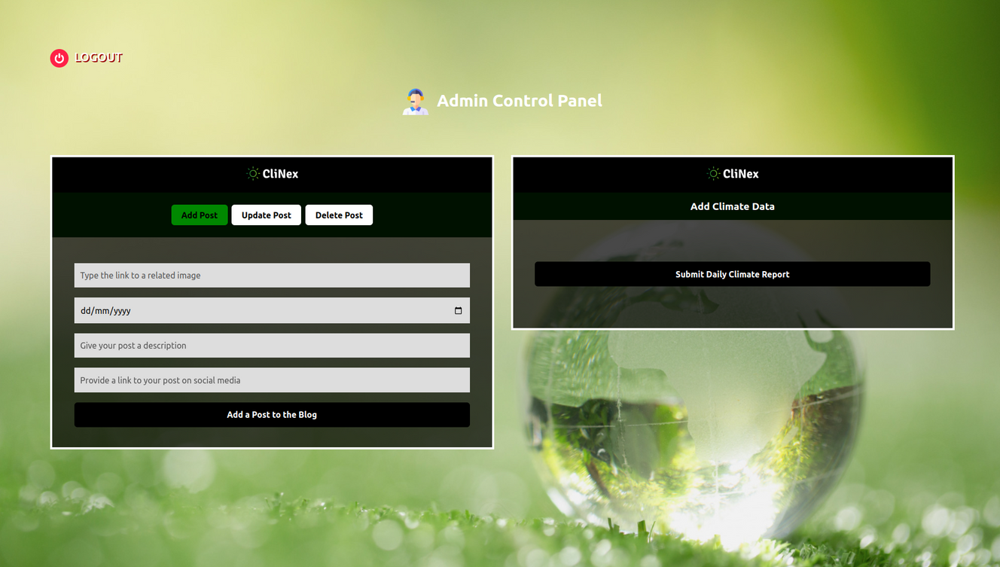 LOGOUT
Admin Control Panel
CliNex
Add Post Update Post Delete Post
Type the link to a related image
dd/mm/yyyy
Give your post a description
Provide a link to your post on social media
Add a Post to the Blog
CliNex
Add Climate Data
Submit Daily Climate Report